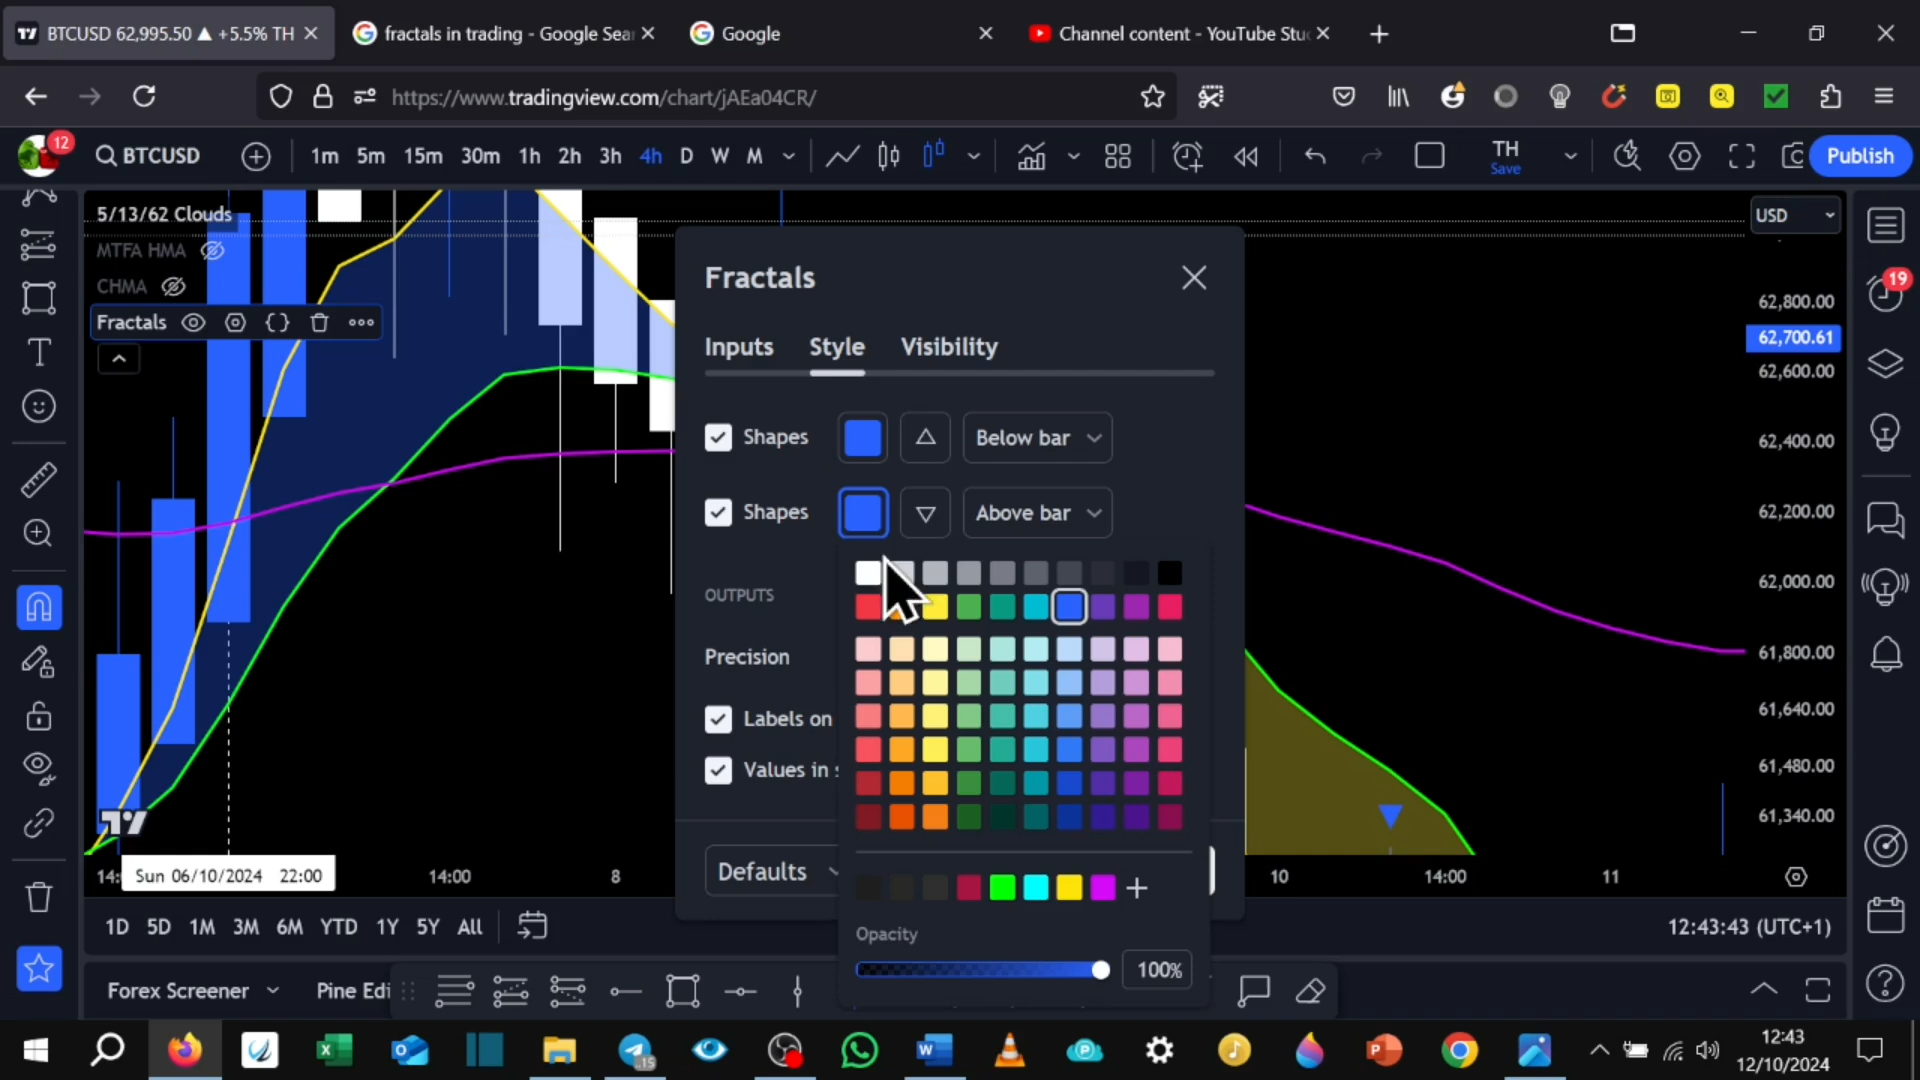 BTCUSD 62,995.50 ▲ +5.5% TH
fractals in trading - Google Sear
Google
Channel content - YouTube Stud
https://www.tradingview.com/chart/jAEa04CR/
12
BTCUSD
1m 5m 15m 30m 1h 2h 3h 4h D W M
TH
Save
Publish
5/13/62 Clouds
MTFA HMA
CHMA
Fractals
USD
62,800.00
62,700.61
62,600.00
62,400.00
62,200.00
62,000.00
61,800.00
61,640.00
61,480.00
61,340.00
19
Fractals
Inputs Style Visibility
Shapes Below bar
Shapes Above bar
OUTPUTS
Precision
Labels on
Values in
Defaults
Opacity
100%
14:
Sun 06/10/2024 22:00
14:00
8
10
14:00
11
1D 5D 1M 3M 6M YTD 1Y 5Y All
12:43:43 (UTC+1)
Forex Screener
Pine Edi
15
12:43
12/10/2024